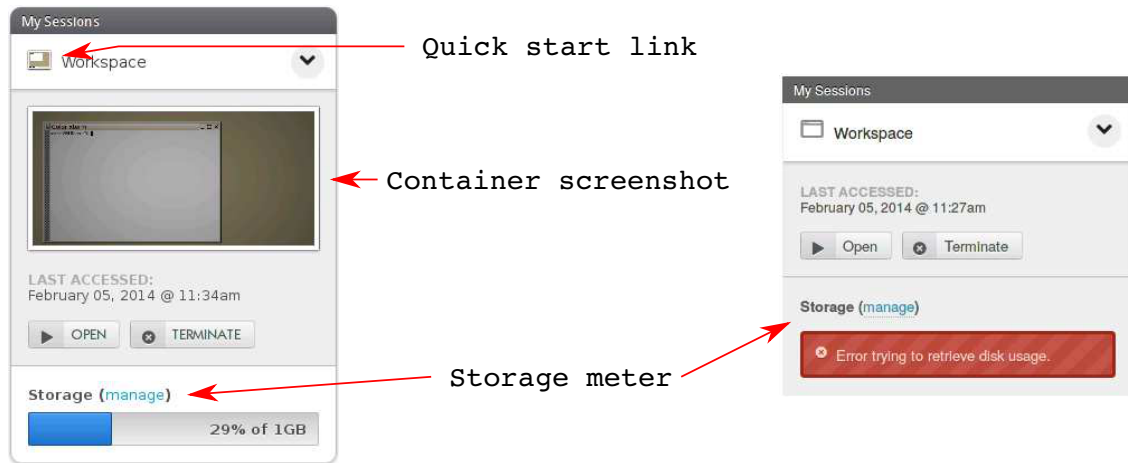 My Sessions
Workspace
LAST ACCESSED:
February 05, 2014 @ 11:34am
OPEN
TERMINATE
Storage (manage)
29% of 1GB
Quick start link
Container screenshot
Storage meter
My Sessions
Workspace
LAST ACCESSED:
February 05, 2014 @ 11:27am
Open
Terminate
Storage (manage)
Error trying to retrieve disk usage.